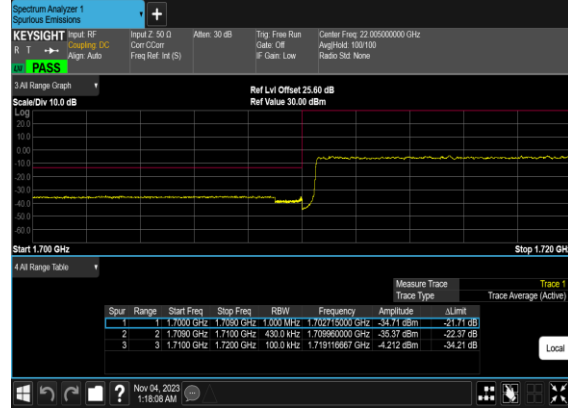 Spectrum Analyzer 1
Spurious Emissions
+
KEYSIGHT Input: RF Input Z: 50 Ω Atten: 30 dB Trig: Free Run Center Freq: 22.005000000 GHz
R T Coupling: DC Corr CCorr Gate: Off Avg|Hold: 100/100
Align: Auto Freq Ref: Int (S) IF Gain: Low Radio Std: None
PASS
3 All Range Graph
Ref Lvl Offset 25.60 dB
Scale/Div 10.0 dB Ref Value 30.00 dBm
Log
20.0
10.0
0.00
-10.0
-20.0
-30.0
-40.0
-50.0
-60.0
Start 1.700 GHz Stop 1.720 GH
4 All Range Table
Measure Trace Trace 1
Trace Type Trace Average (Active)
Spur Range Start Freq Stop Freq RBW Frequency Amplitude ΔLimit
1 1 1.7000 GHz 1.7090 GHz 1.000 MHz 1.702715000 GHz -34.71 dBm -21.71 dB
2 2 1.7090 GHz 1.7100 GHz 430.0 kHz 1.709960000 GHz -35.37 dBm -22.37 dB
3 3 1.7100 GHz 1.7200 GHz 100.0 kHz 1.719116667 GHz -4.212 dBm -34.21 dB
Local
? Nov 04, 2023
1:18:08 AM